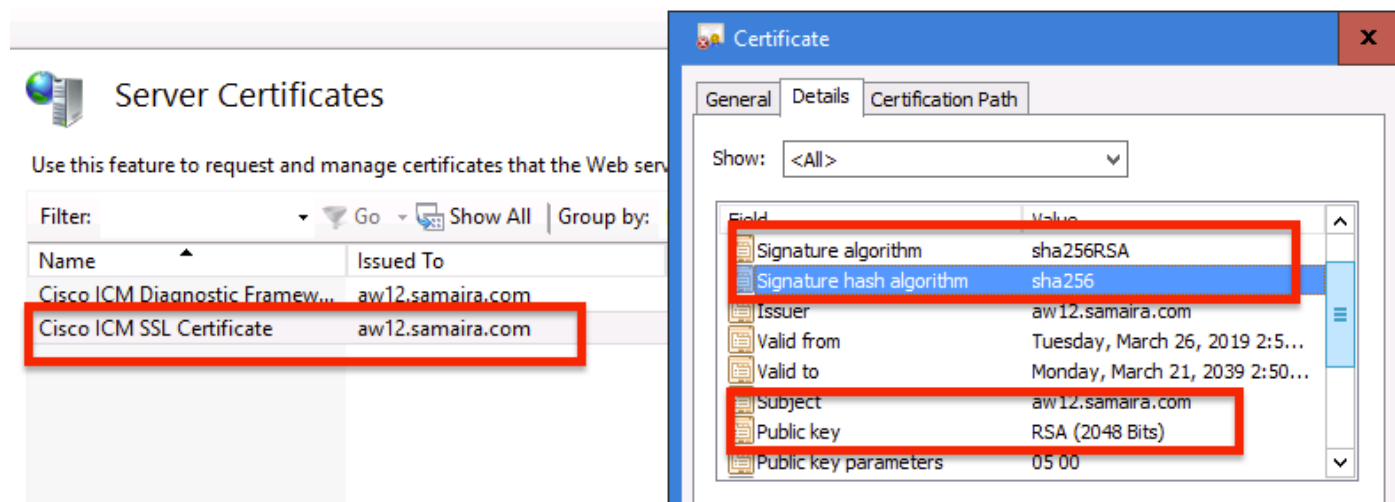 Server Certificates
Use this feature to request and manage certificates that the Web serv
Filter: Go Show All Group by:
Name Issued To
Cisco ICM Diagnostic Framew... aw12.samaira.com
Cisco ICM SSL Certificate aw12.samaira.com
Certificate
x
General Details Certification Path
Show: <All>
Field Value
Signature algorithm sha256RSA
Signature hash algorithm sha256
Issuer aw12.samaira.com
Valid from Tuesday, March 26, 2019 2:5...
Valid to Monday, March 21, 2039 2:50...
Subject aw12.samaira.com
Public key RSA (2048 Bits)
Public key parameters 05 00